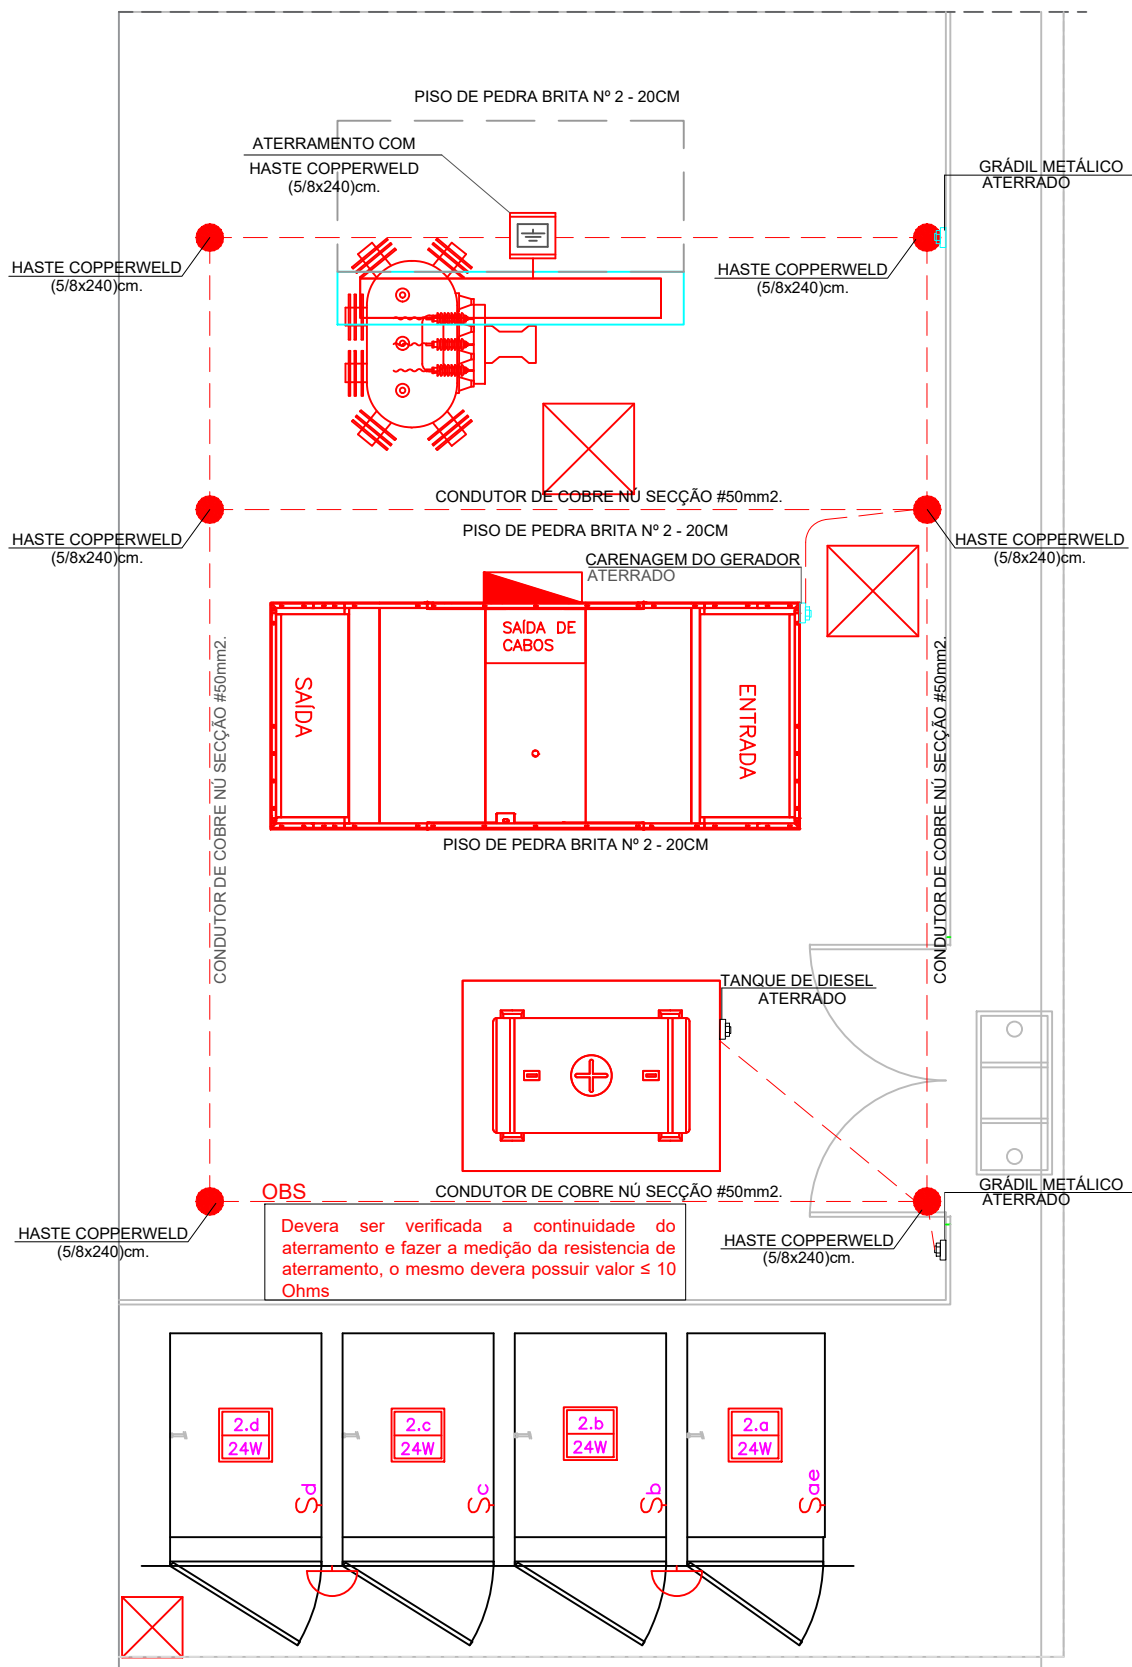 PISO DE PEDRA BRITA Nº 2 - 20CM
ATERRAMENTO COM
HASTE COPPERWELD
(5/8x240)cm.
GRÁDIL METÁLICO
ATERRADO
HASTE COPPERWELD
(5/8x240)cm.
HASTE COPPERWELD
(5/8x240)cm.
CONDUTOR DE COBRE NÚ SECÇÃO #50mm2.
PISO DE PEDRA BRITA Nº 2 - 20CM
HASTE COPPERWELD
(5/8x240)cm.
HASTE COPPERWELD
(5/8x240)cm.
CARENAGEM DO GERADOR
ATERRADO
SAÍDA DE
CABOS
SAÍDA
ENTRADA
CONDUTOR DE COBRE NÚ SECÇÃO #50mm2.
CONDUTOR DE COBRE NÚ SECÇÃO #50mm2.
PISO DE PEDRA BRITA Nº 2 - 20CM
TANQUE DE DIESEL
ATERRADO
OBS
CONDUTOR DE COBRE NÚ SECÇÃO #50mm2.
GRÁDIL METÁLICO
ATERRADO
HASTE COPPERWELD
(5/8x240)cm.
Devera ser verificada a continuidade do
aterramento e fazer a medição da resistencia de
aterramento, o mesmo devera possuir valor ≤ 10
Ohms
HASTE COPPERWELD
(5/8x240)cm.
2.d
24W
2.c
24W
2.b
24W
2.a
24W
Sd
Sc
Sb
Sae